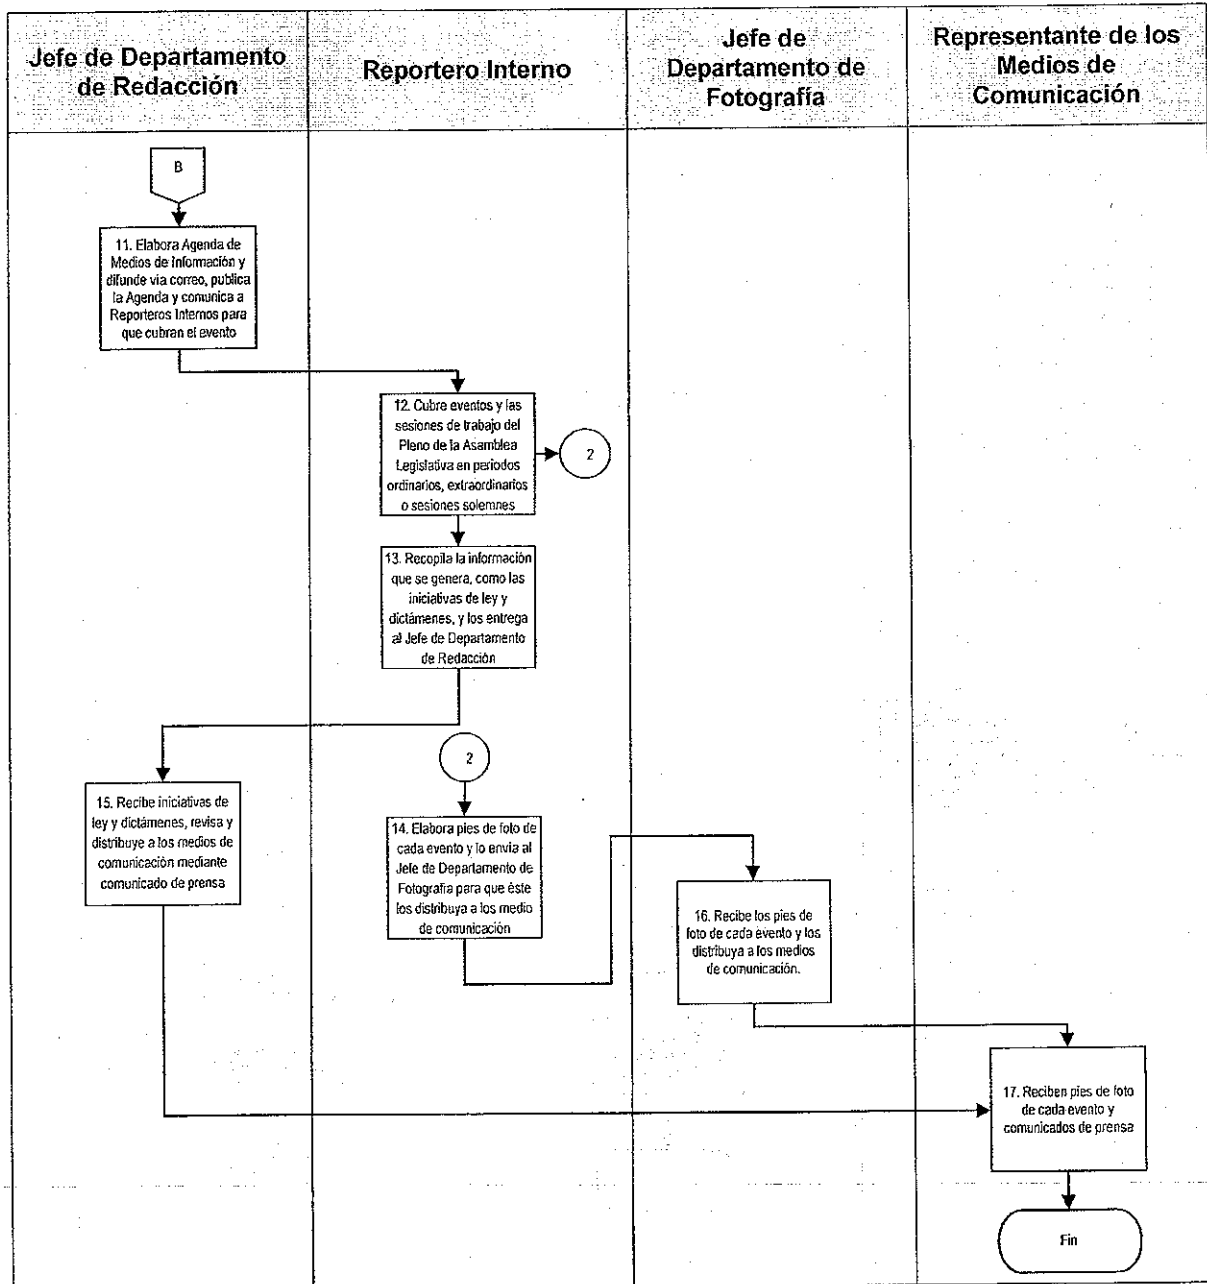 Jefe de Departamento
de Redacción
Reportero Interno
Jefe de
Departamento de
Fotografía
Representante de los
Medios de
Comunicación
B
11. Elabora Agenda de
Medios de Información y
difunde via correo, publica
la Agenda y comunica a
Reporteros Internos para
que cubran el evento
12. Cubre eventos y las
sesiones de trabajo del
Pleno de la Asamblea
Legislativa en periodos
ordinarios, extraordinarios
o sesiones solemnes
2
13. Recopila la información
que se genera, como las
iniciativas de ley y
dictámenes, y los entrega
al Jefe de Departamento
de Redacción
2
15. Recibe iniciativas de
ley y dictámenes, revisa y
distribuye a los medios de
comunicación mediante
comunicado de prensa
14. Elabora pies de foto de
cada evento y lo envia al
Jefe de Departamento de
Fotografía para que éste
los distribuya a los medio
de comunicación
16. Recibe los pies de
foto de cada evento y los
distribuya a los medios
de comunicación.
17. Reciben pies de foto
de cada evento y
comunicados de prensa
Fin